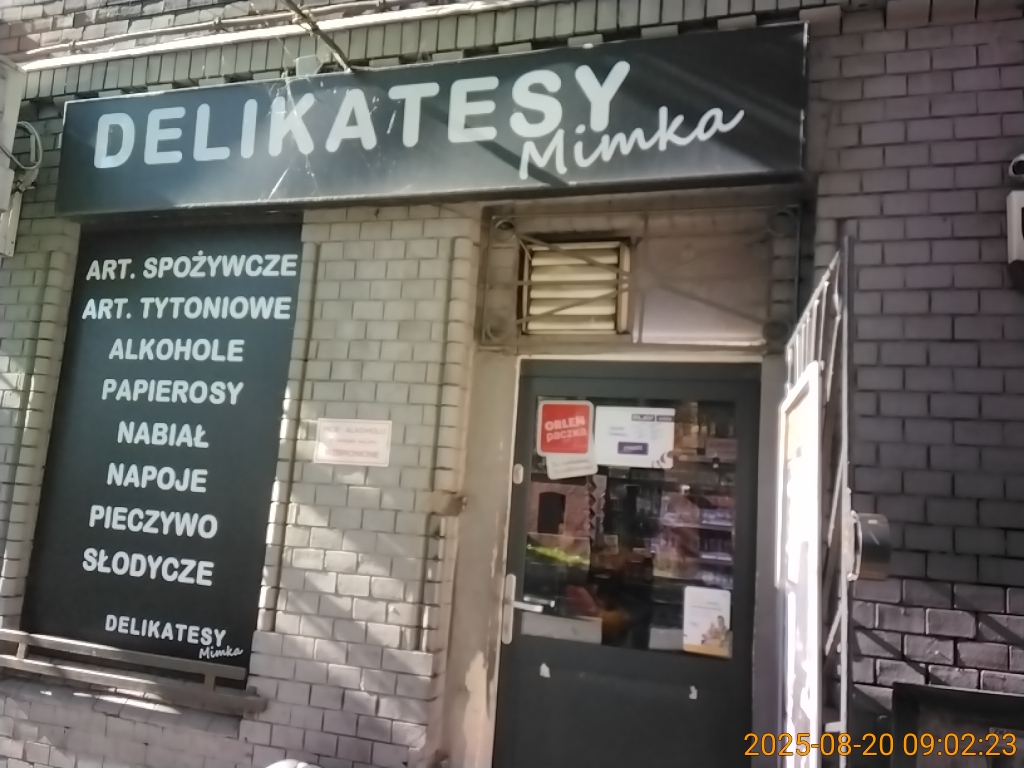 DELIKATESY
Mimka
ART. SPOŻYWCZE
ART. TYTONIOWE
ALKOHOLE
PAPIEROSY
NABIAŁ
NAPOJE
PIECZYWO
SŁODYCZE
DELIKATESY
Mimka
ORLEN
paczka
2025-08-20 09:02:23